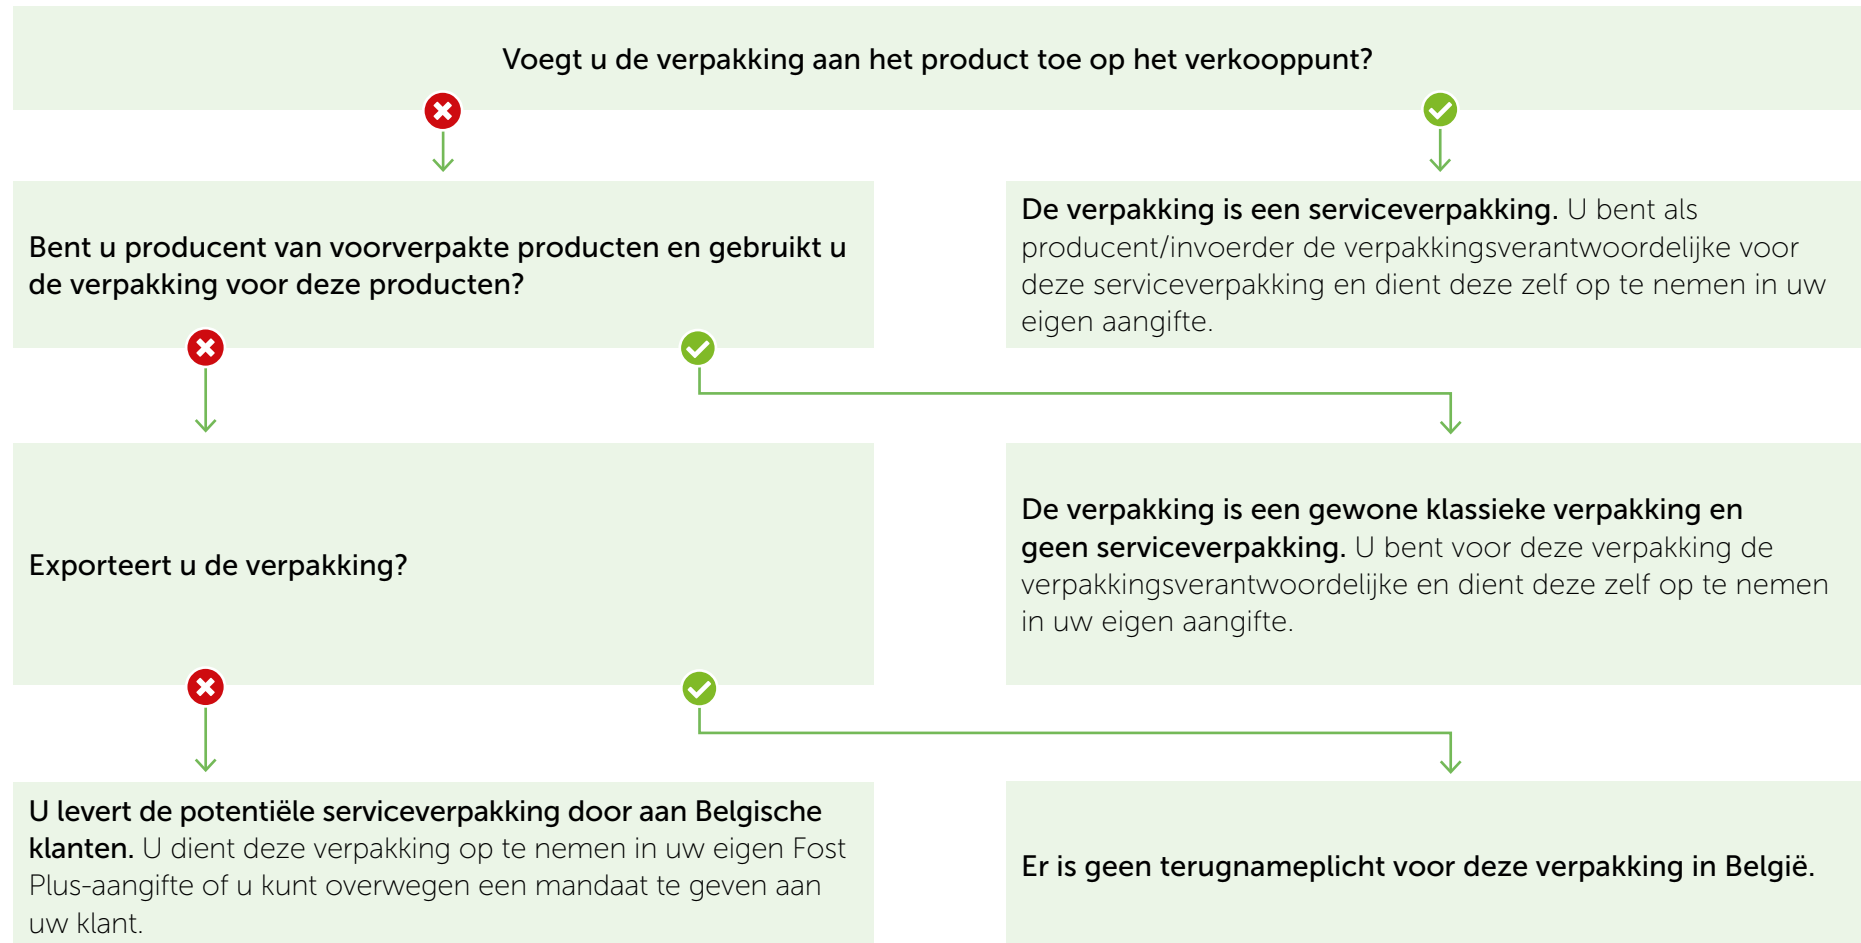 Voegt u de verpakking aan het product toe op het verkooppunt?
Bent u producent van voorverpakte producten en gebruikt u
de verpakking voor deze producten?
De verpakking is een serviceverpakking. U bent als
producent/invoerder de verpakkingsverantwoordelijke voor
deze serviceverpakking en dient deze zelf op te nemen in uw
eigen aangifte.
Exporteert u de verpakking?
De verpakking is een gewone klassieke verpakking en
geen serviceverpakking. U bent voor deze verpakking de
verpakkingsverantwoordelijke en dient deze zelf op te nemen
in uw eigen aangifte.
U levert de potentiële serviceverpakking door aan Belgische
klanten. U dient deze verpakking op te nemen in uw eigen Fost
Plus-aangifte of u kunt overwegen een mandaat te geven aan
uw klant.
Er is geen terugnameplicht voor deze verpakking in België.